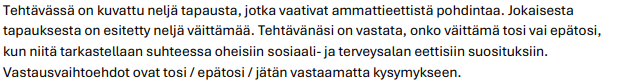 Tehtävässä on kuvattu neljä tapausta, jotka vaativat ammattieettistä pohdintaa. Jokaisesta
tapauksesta on esitetty neljä väittämää. Tehtävänäsi on vastata, onko väittämä tosi vai epätosi,
kun niitä tarkastellaan suhteessa oheisiin sosiaali- ja terveysalan eettisiin suosituksiin.
Vastausvaihtoehdot ovat tosi / epätosi / jätän vastaamatta kysymykseen.